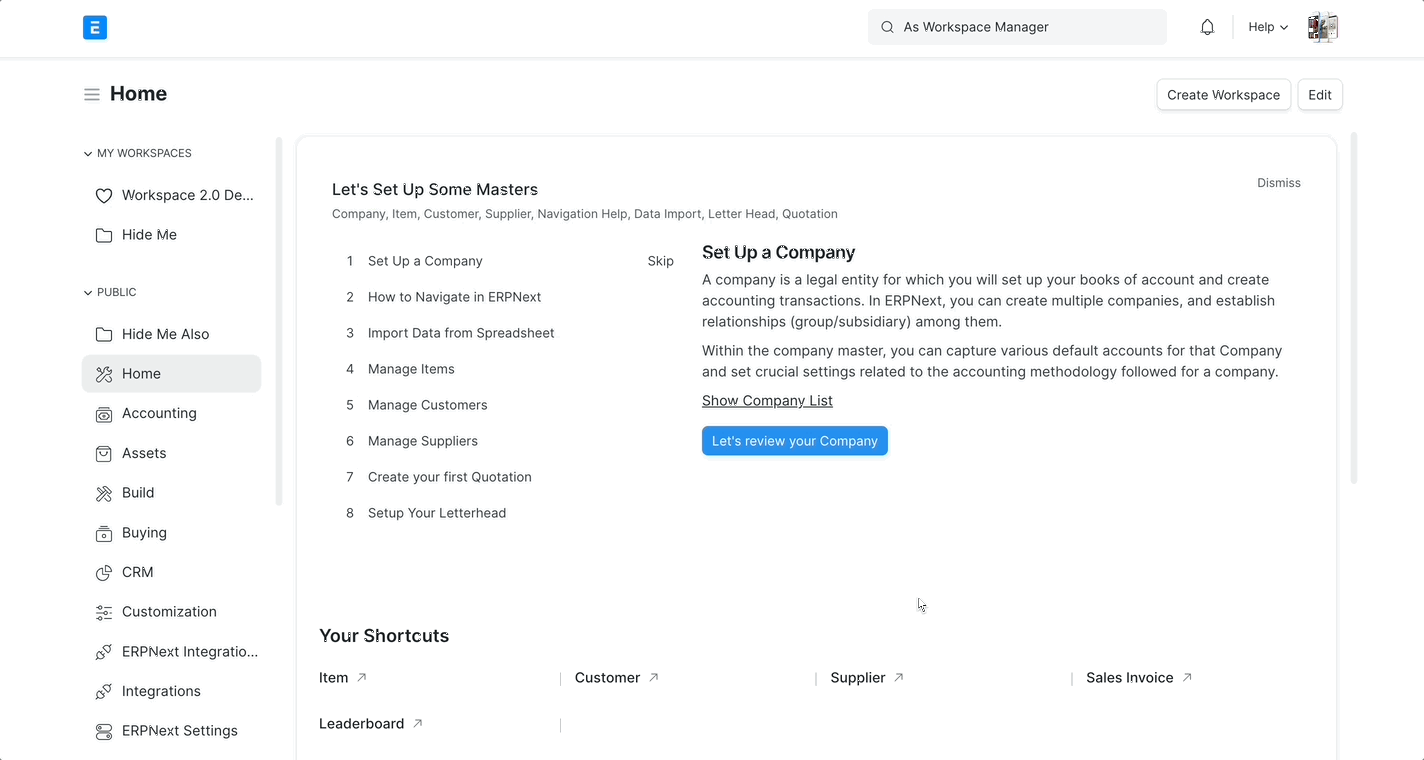 E
As Workspace Manager
Help
Home
Create Workspace
Edit
MY WORKSPACES
Workspace 2.0 De...
Hide Me
PUBLIC
Hide Me Also
Home
Accounting
Assets
Build
Buying
CRM
Customization
ERPNext Integratio...
Integrations
ERPNext Settings
Let's Set Up Some Masters
Dismiss
Company, Item, Customer, Supplier, Navigation Help, Data Import, Letter Head, Quotation
1 Set Up a Company Skip
2 How to Navigate in ERPNext
3 Import Data from Spreadsheet
4 Manage Items
5 Manage Customers
6 Manage Suppliers
7 Create your first Quotation
8 Setup Your Letterhead
Set Up a Company
A company is a legal entity for which you will set up your books of account and create
accounting transactions. In ERPNext, you can create multiple companies, and establish
relationships (group/subsidiary) among them.
Within the company master, you can capture various default accounts for that Company
and set crucial settings related to the accounting methodology followed for a company.
Show Company List
Let's review your Company
Your Shortcuts
Item
Customer
Supplier
Sales Invoice
Leaderboard